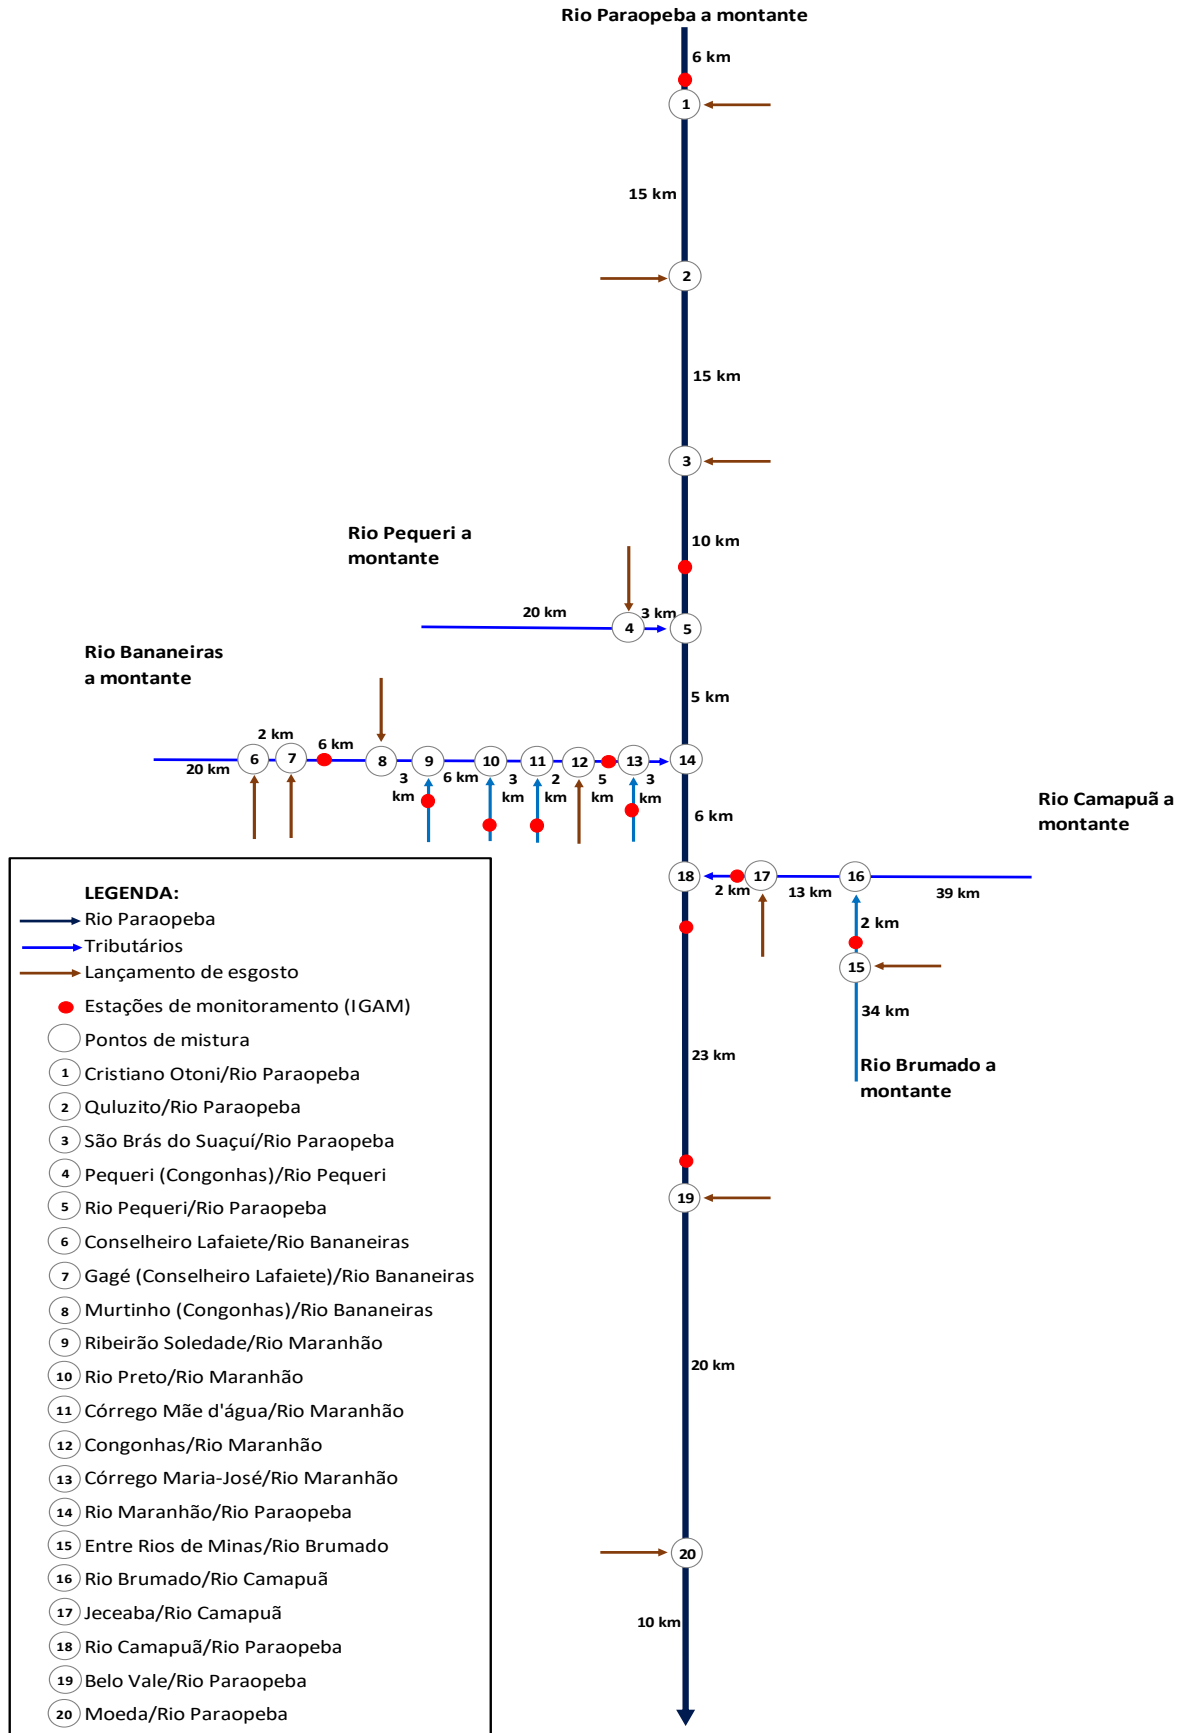 Rio Paraopeba a montante
6 km
1
15 km
2
15 km
3
Rio Pequeri a
montante
10 km
20 km
3 km
4
5
Rio Bananeiras
a montante
5 km
2 km
6 km
6
7
8
9
10
11
12
13
14
20 km
3
km
6 km
3
km
2
km
5
km
3
km
6 km
Rio Camapuã a
montante
18
17
16
2 km
13 km
39 km
2 km
15
34 km
Rio Brumado a
montante
23 km
19
20 km
20
10 km
LEGENDA:
Rio Paraopeba
Tributários
Lançamento de esgosto
Estações de monitoramento (IGAM)
Pontos de mistura
1 Cristiano Otoni/Rio Paraopeba
2 Quluzito/Rio Paraopeba
3 São Brás do Suaçuí/Rio Paraopeba
4 Pequeri (Congonhas)/Rio Pequeri
5 Rio Pequeri/Rio Paraopeba
6 Conselheiro Lafaiete/Rio Bananeiras
7 Gagé (Conselheiro Lafaiete)/Rio Bananeiras
8 Murtinho (Congonhas)/Rio Bananeiras
9 Ribeirão Soledade/Rio Maranhão
10 Rio Preto/Rio Maranhão
11 Córrego Mãe d'água/Rio Maranhão
12 Congonhas/Rio Maranhão
13 Córrego Maria-José/Rio Maranhão
14 Rio Maranhão/Rio Paraopeba
15 Entre Rios de Minas/Rio Brumado
16 Rio Brumado/Rio Camapuã
17 Jeceaba/Rio Camapuã
18 Rio Camapuã/Rio Paraopeba
19 Belo Vale/Rio Paraopeba
20 Moeda/Rio Paraopeba